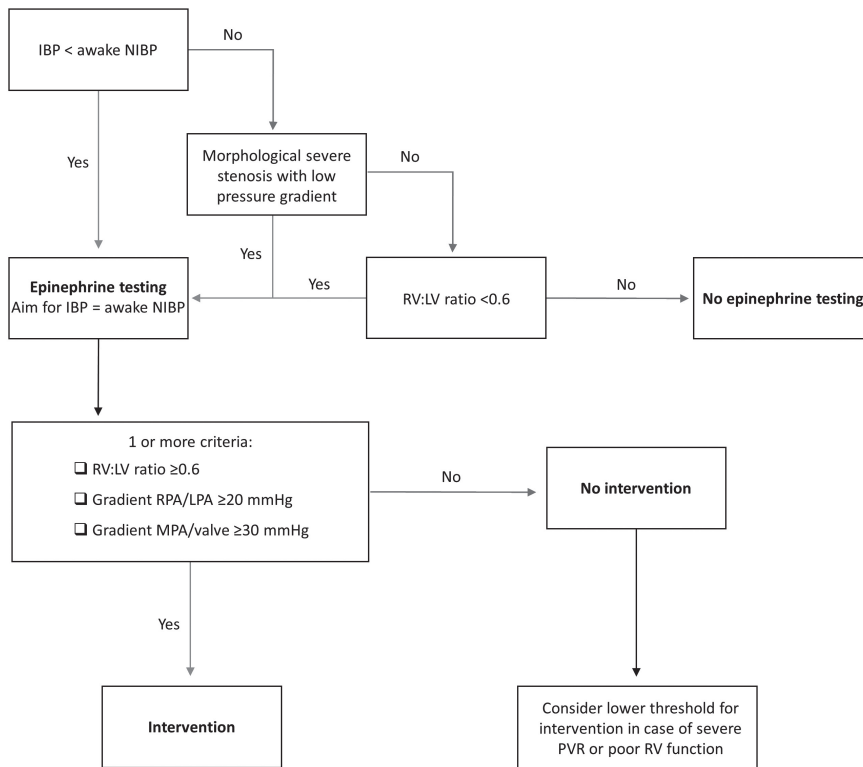 IBP < awake NIBP
No
Yes
Morphological severe
stenosis with low
pressure gradient
No
Yes
Epinephrine testing
Aim for IBP = awake NIBP
Yes
RV:LV ratio <0.6
No
No epinephrine testing
1 or more criteria:
❑ RV:LV ratio ≥0.6
❑ Gradient RPA/LPA ≥20 mmHg
❑ Gradient MPA/valve ≥30 mmHg
No
No intervention
Yes
Intervention
Consider lower threshold for
intervention in case of severe
PVR or poor RV function